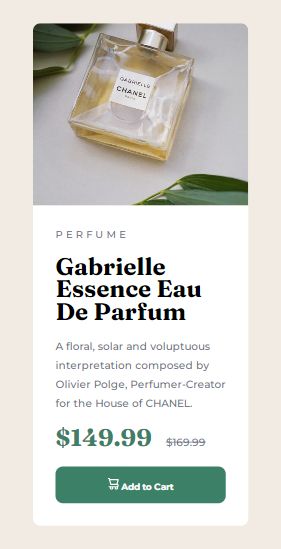 GABRIELLE
CHANEL
PARIS
PERFUME
Gabrielle
Essence Eau
De Parfum
A floral, solar and voluptuous
interpretation composed by
Olivier Polge, Perfumer-Creator
for the House of CHANEL.
$149.99 $169.99
Add to Cart